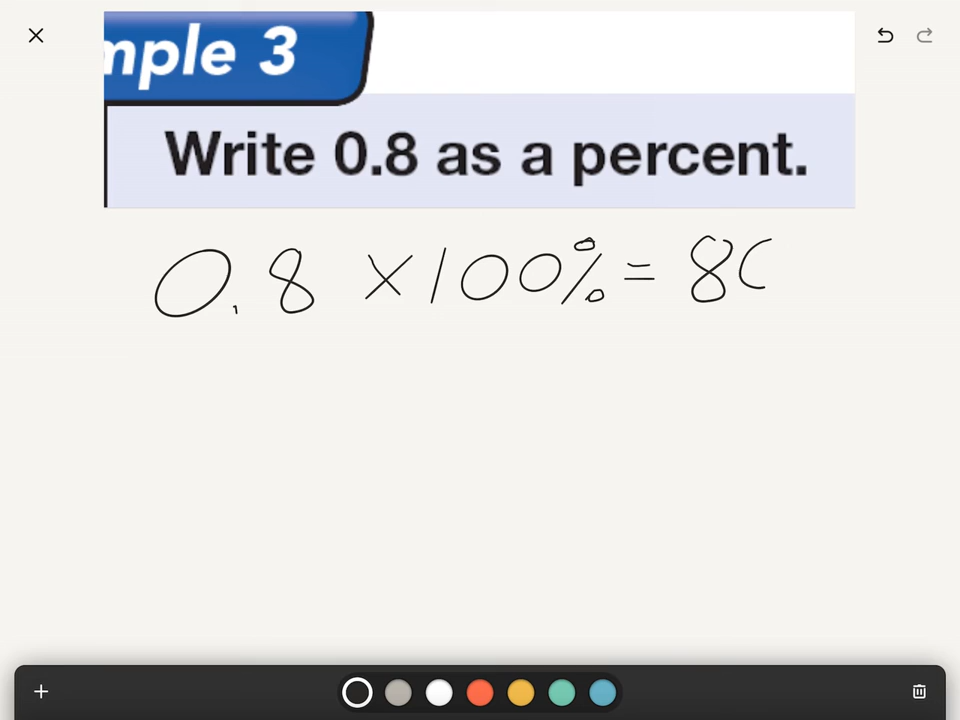 mple 3
Write 0.8 as a percent.
0.8 × 100% = 8